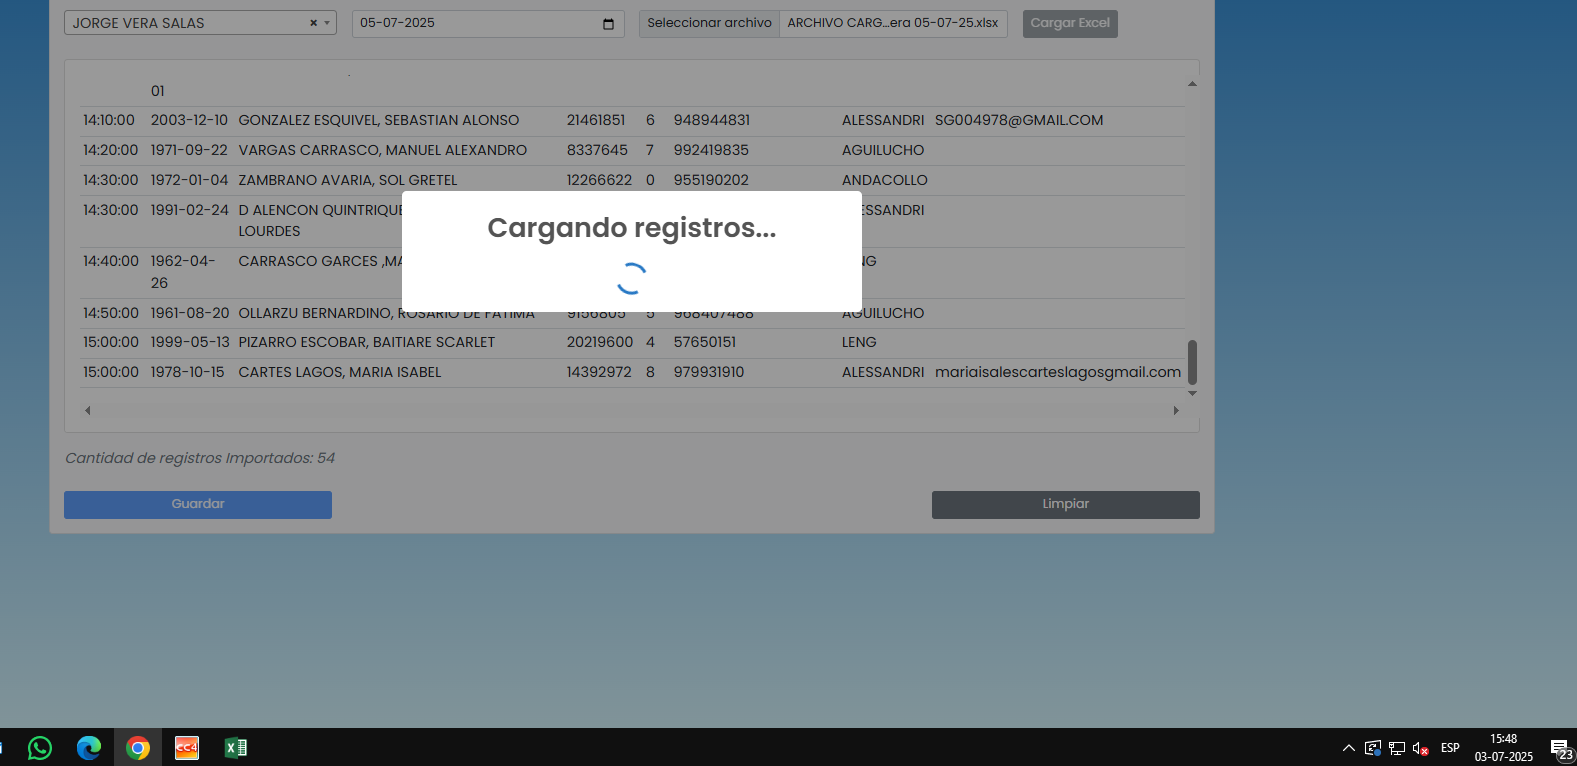 JORGE VERA SALAS × 05-07-2025 Seleccionar archivo ARCHIVO CARG...era 05-07-25.xlsx Cargar Excel
01
14:10:00 2003-12-10 GONZALEZ ESQUIVEL, SEBASTIAN ALONSO 21461851 6 948944831 ALESSANDRI SG004978@GMAIL.COM
14:20:00 1971-09-22 VARGAS CARRASCO, MANUEL ALEXANDRO 8337645 7 992419835 AGUILUCHO
14:30:00 1972-01-04 ZAMBRANO AVARIA, SOL GRETEL 12266622 0 955190202 ANDACOLLO
14:30:00 1991-02-24 D ALENCON QUINTRIQUE ESSANDRI
LOURDES
Cargando registros...
14:40:00 1962-04- CARRASCO GARCES ,MA NG
26
14:50:00 1961-08-20 OLLARZU BERNARDINO, ROSARIO DE FATIMA 9156805 5 968407488 AGUILUCHO
15:00:00 1999-05-13 PIZARRO ESCOBAR, BAITIARE SCARLET 20219600 4 57650151 LENG
15:00:00 1978-10-15 CARTES LAGOS, MARIA ISABEL 14392972 8 979931910 ALESSANDRI mariaisalescarteslagosgmail.com
Cantidad de registros Importados: 54
Guardar Limpiar
CC4 ESP 15:48
03-07-2025 23